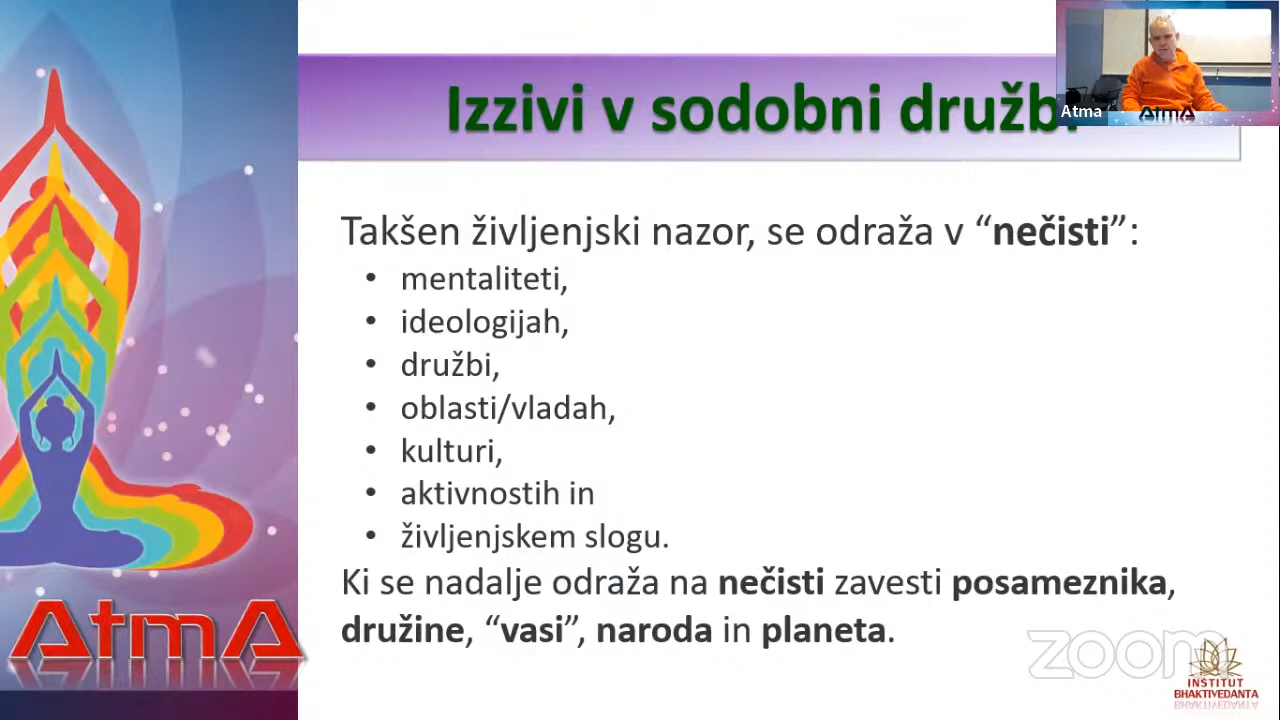 Izzivi v sodobni družbi
Atma
AtmA
Takšen življenjski nazor, se odraža v “nečisti”:
• mentaliteti,
• ideologijah,
• družbi,
• oblasti/vladah,
• kulturi,
• aktivnostih in
• življenjskem slogu.
Ki se nadalje odraža na nečisti zavesti posameznika,
družine, “vasi”, naroda in planeta.
AtmA
zoom
INSTITUT
BHAKTIVEDANTA